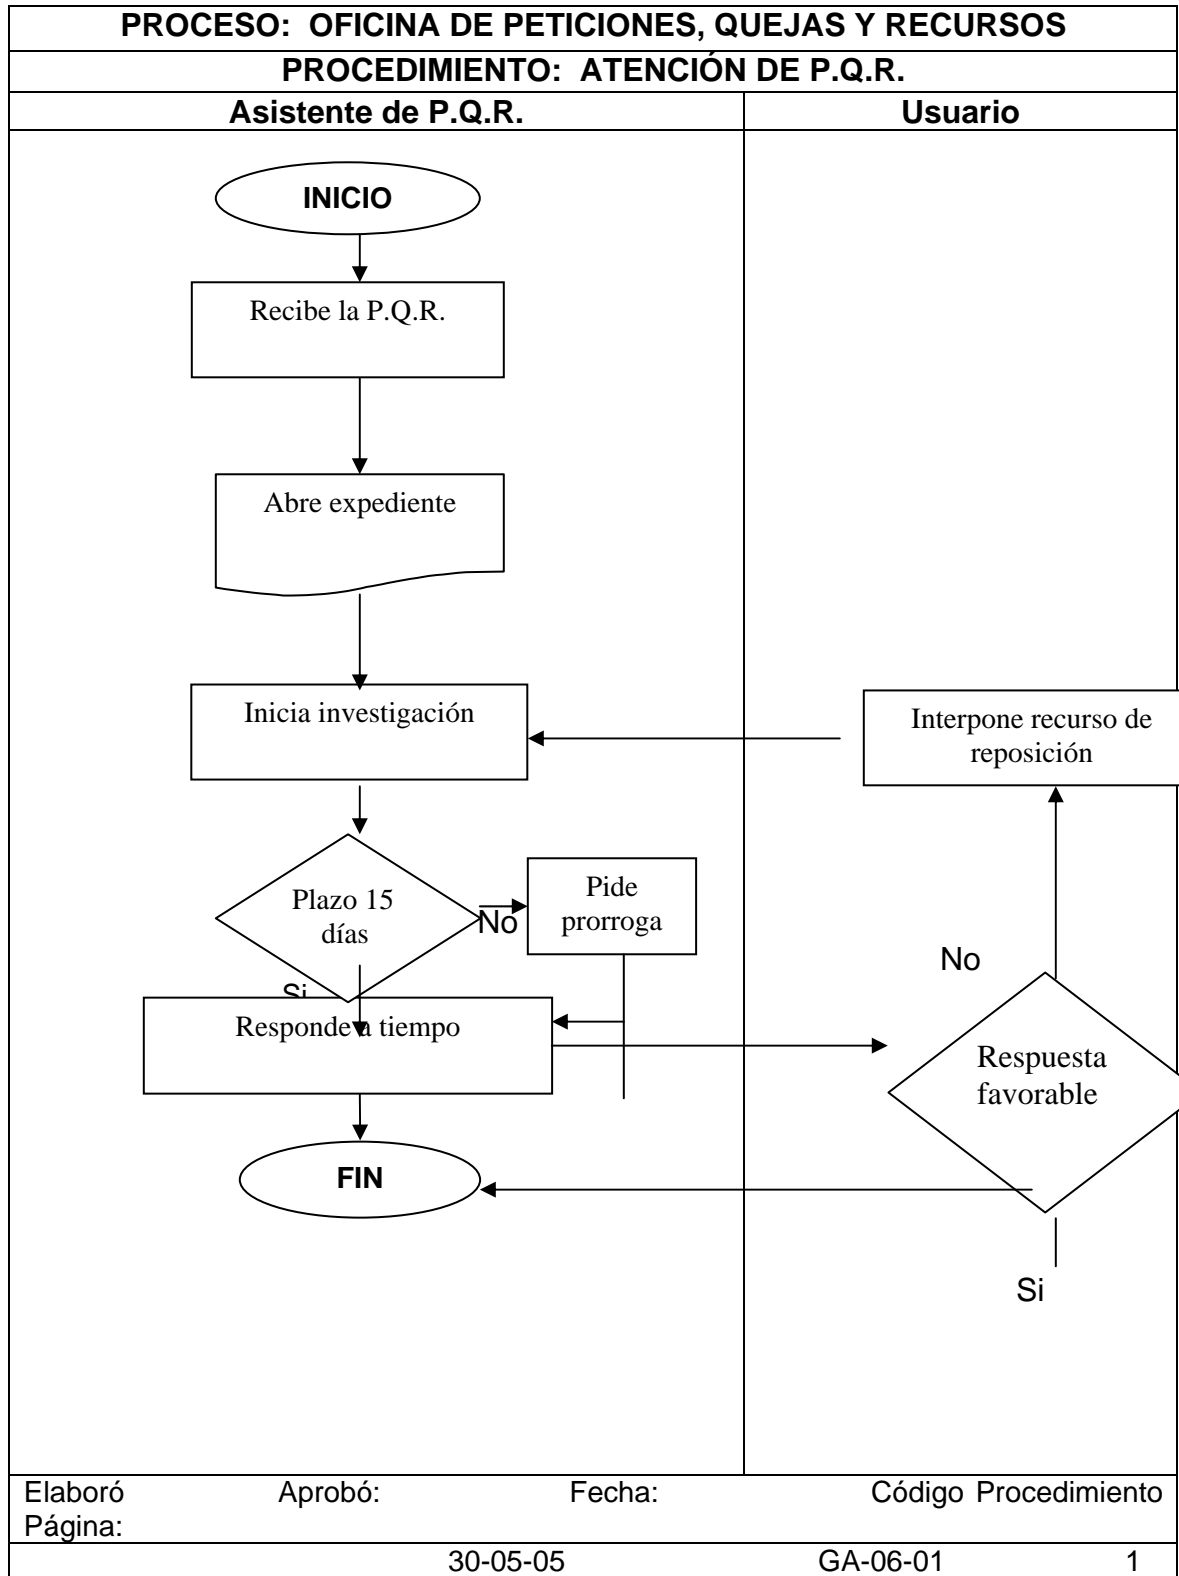 PROCESO: OFICINA DE PETICIONES, QUEJAS Y RECURSOS
PROCEDIMIENTO: ATENCIÓN DE P.Q.R.
Asistente de P.Q.R.
Usuario
INICIO
Recibe la P.Q.R.
Abre expediente
Inicia investigación
Interpone recurso de
reposición
Plazo 15
días
No
Pide
prorroga
Si
Responde a tiempo
No
Respuesta
favorable
FIN
Si
Elaboró Aprobó: Fecha: Código Procedimiento
Página:
30-05-05 GA-06-01 1